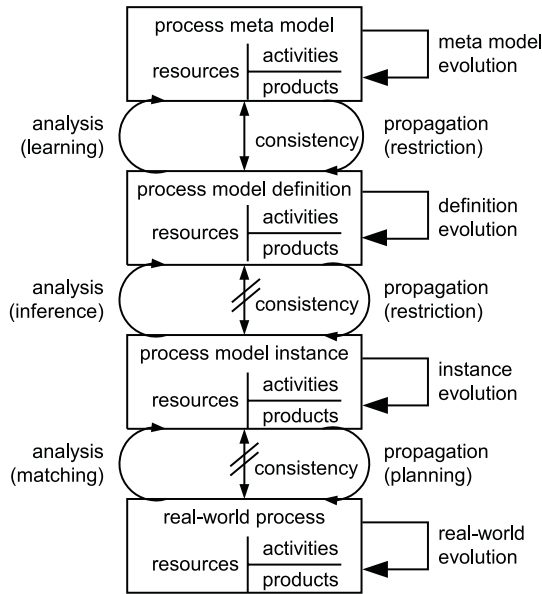 process meta model
activities
resources
products
meta model
evolution
analysis
(learning)
consistency
propagation
(restriction)
process model definition
activities
resources
products
definition
evolution
analysis
(inference)
consistency
propagation
(restriction)
process model instance
activities
resources
products
instance
evolution
analysis
(matching)
consistency
propagation
(planning)
real-world process
activities
resources
products
real-world
evolution